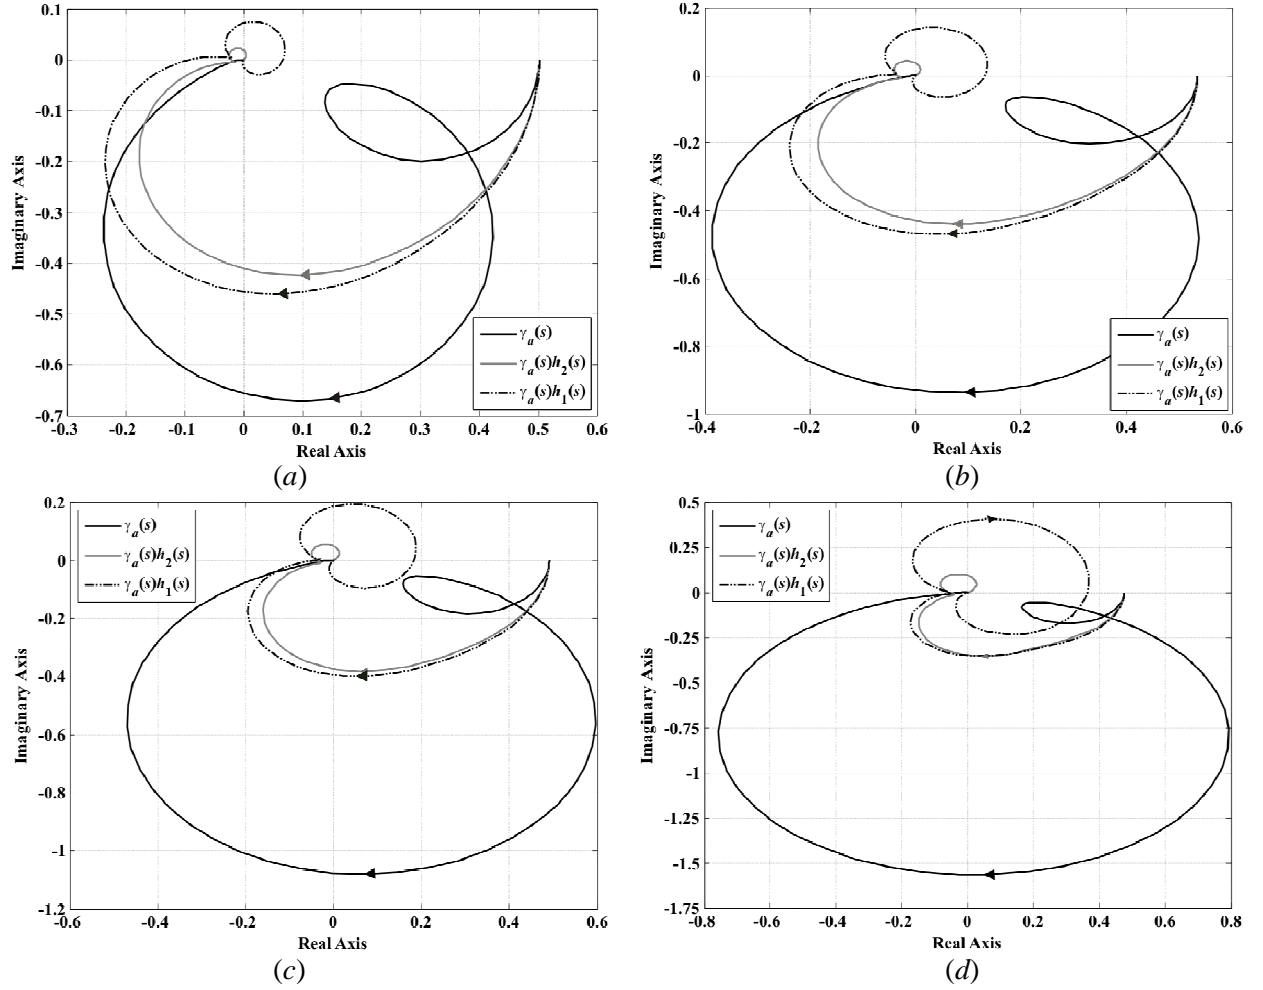 0.1
0
-0.1
-0.2
-0.3
-0.4
-0.5
-0.6
-0.7
-0.3 -0.2 -0.1 0 0.1 0.2 0.3 0.4 0.5 0.6
Imaginary Axis
Real Axis
γa(s)
γa(s)h2(s)
γa(s)h1(s)
(a)
0.2
0
-0.2
-0.4
-0.6
-0.8
-1
-0.4 -0.2 0 0.2 0.4 0.6
Imaginary Axis
Real Axis
γa(s)
γa(s)h2(s)
γa(s)h1(s)
(b)
0.2
0
-0.2
-0.4
-0.6
-0.8
-1
-1.2
-0.6 -0.4 -0.2 0 0.2 0.4 0.6
Imaginary Axis
Real Axis
γa(s)
γa(s)h2(s)
γa(s)h1(s)
(c)
0.5
0.25
0
-0.25
-0.5
-0.75
-1
-1.25
-1.5
-1.75
-0.8 -0.6 -0.4 -0.2 0 0.2 0.4 0.6 0.8
Imaginary Axis
Real Axis
γa(s)
γa(s)h2(s)
γa(s)h1(s)
(d)